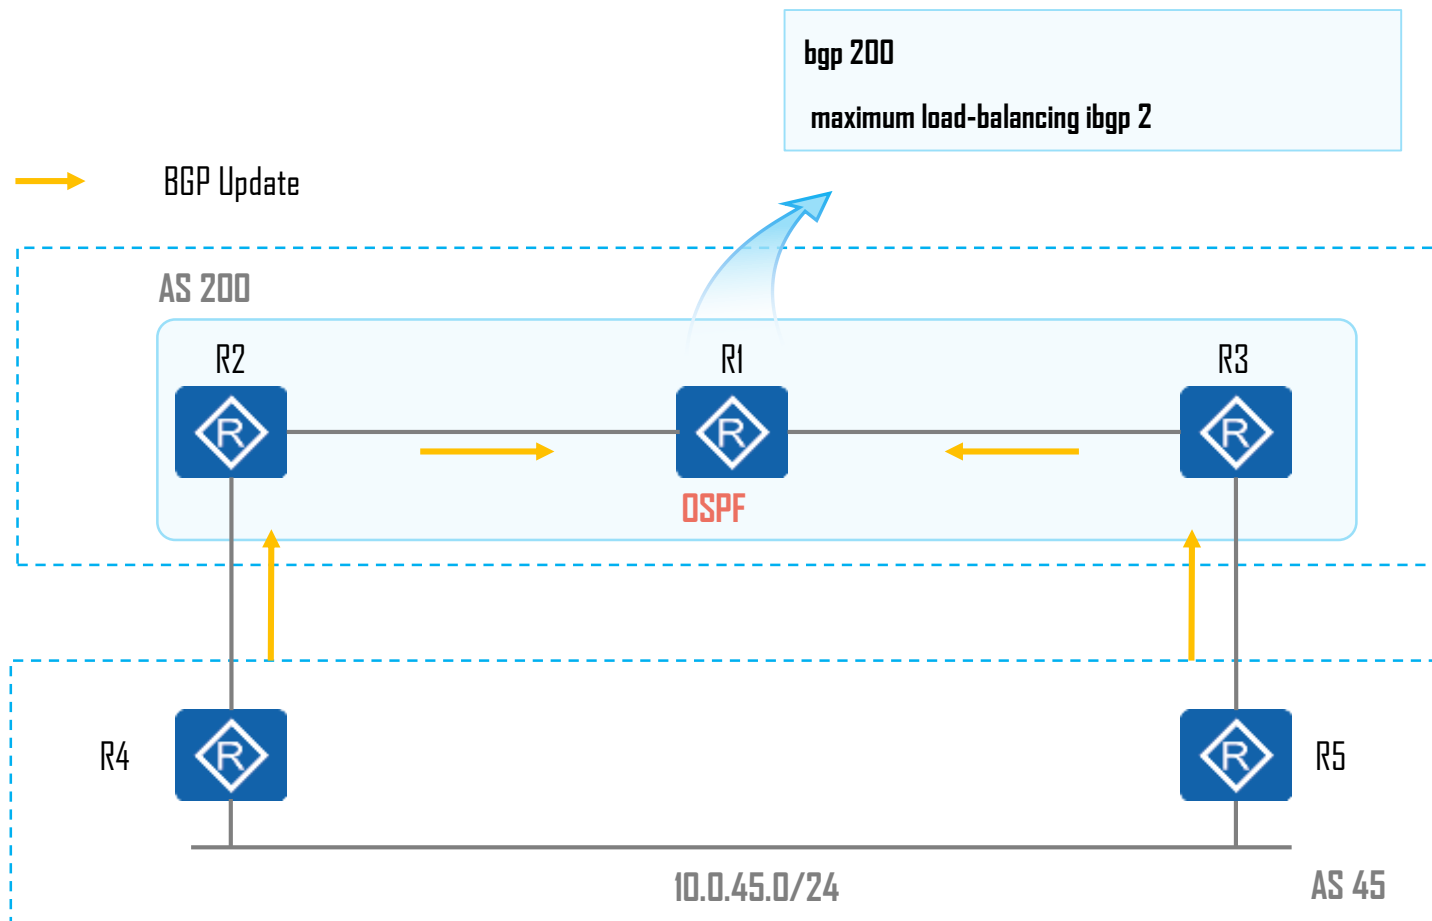 bgp 200
maximum load-balancing ibgp 2
BGP Update
AS 200
R2
R1
R3
R
R
R
OSPF
R4
R
R
R5
10.0.45.0/24
AS 45